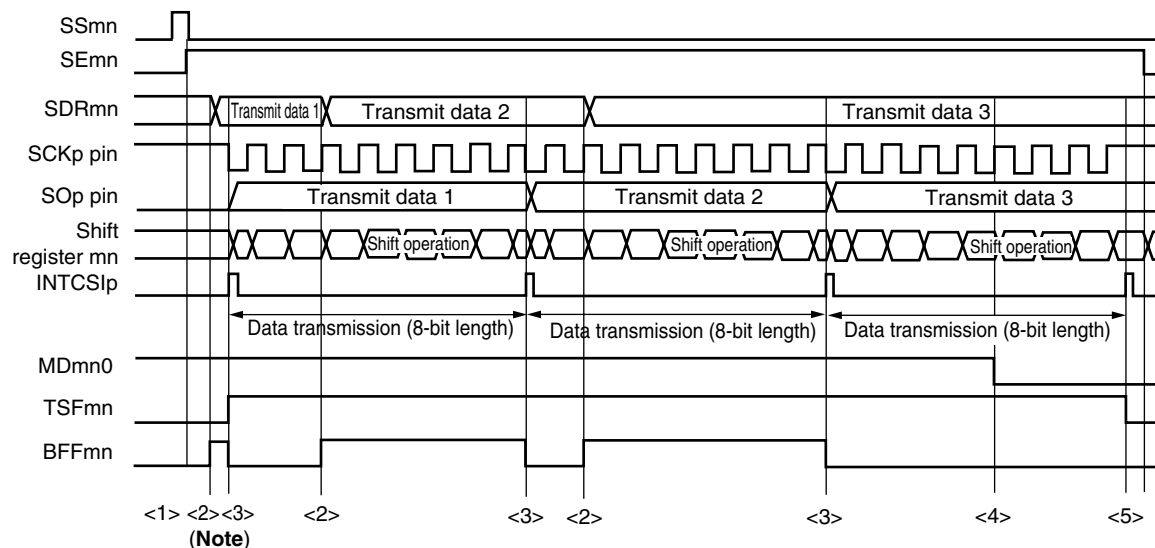 SSmn
SEmn
SDRmn Transmit data 1 Transmit data 2 Transmit data 3
SCKp pin
SOp pin Transmit data 1 Transmit data 2 Transmit data 3
Shift
register mn Shift operation Shift operation Shift operation
INTCSIp
Data transmission (8-bit length) Data transmission (8-bit length) Data transmission (8-bit length)
MDmn0
TSFmn
BFFmn
<1> <2> <3> <2> <3> <2> <3> <4> <5>
(Note)